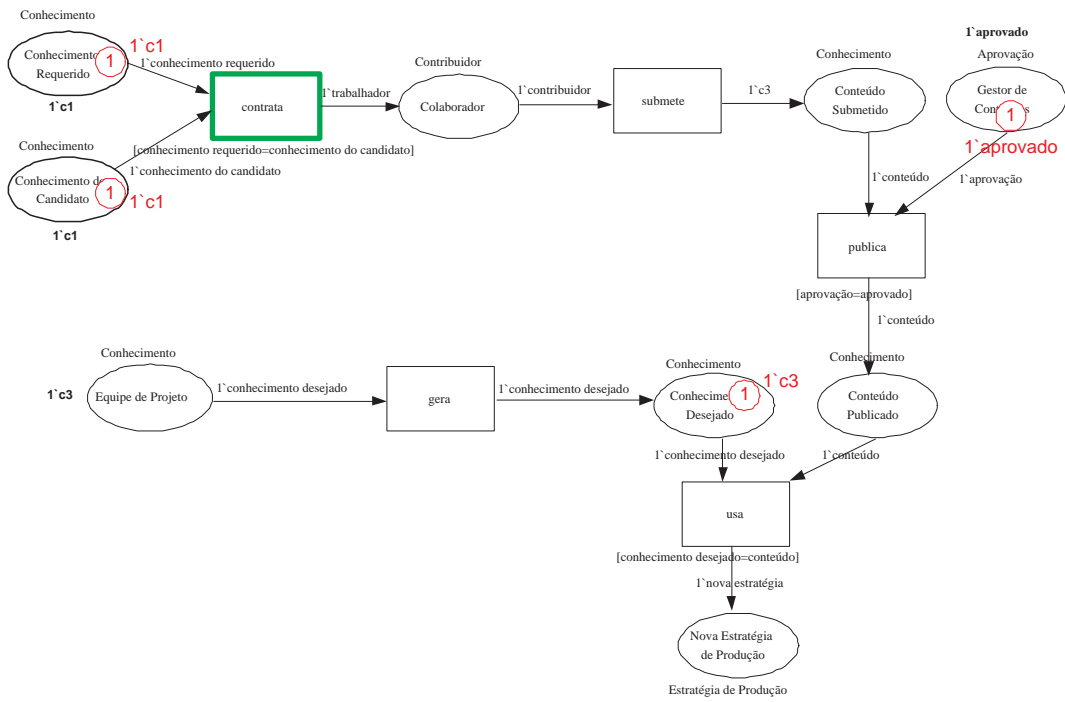 Conhecimento
Conhecimento
Requerido
1
1`c1
1`conhecimento requerido
1`c1
contrata
[conhecimento requerido=conhecimento do candidato]
1`conhecimento do candidato
Conhecimento
Conhecimento do
Candidato
1
1`c1
1`c1
1`trabalhador
Contribuidor
Colaborador
1`contribuidor
submete
1`c3
Conhecimento
Conteúdo
Submetido
1`aprovado
Aprovação
Gestor de
1
1`aprovado
1`conteúdo
1`aprovação
publica
[aprovação=aprovado]
1`conteúdo
Conhecimento
1`c3
Equipe de Projeto
1`conhecimento desejado
gera
1`conhecimento desejado
Conhecimento
Desejado
1
1`c3
Conhecimento
Conteúdo
Publicado
1`conhecimento desejado
1`conteúdo
usa
[conhecimento desejado=conteúdo]
1`nova estratégia
Nova Estratégia
de Produção
Estratégia de Produção